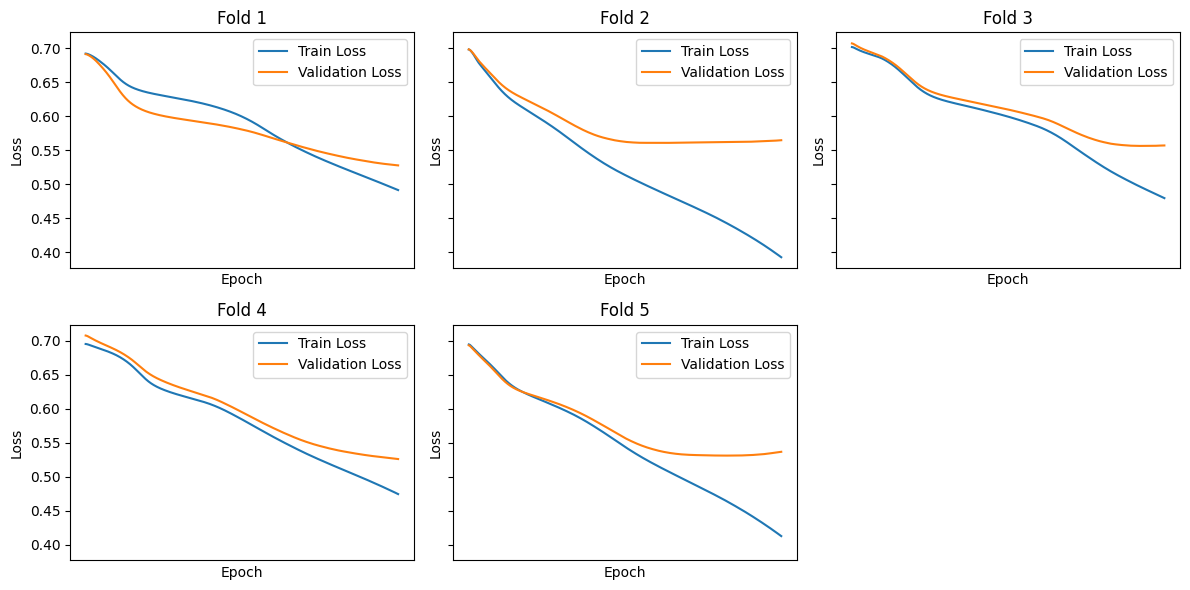 Fold 1
Fold 2
Fold 3
Train Loss
Validation Loss
Train Loss
Validation Loss
Train Loss
Validation Loss
0.70
0.65
0.60
0.55
0.50
0.45
0.40
Loss
Loss
Loss
Epoch
Epoch
Epoch
Fold 4
Fold 5
Train Loss
Validation Loss
Train Loss
Validation Loss
0.70
0.65
0.60
0.55
0.50
0.45
0.40
Loss
Loss
Epoch
Epoch